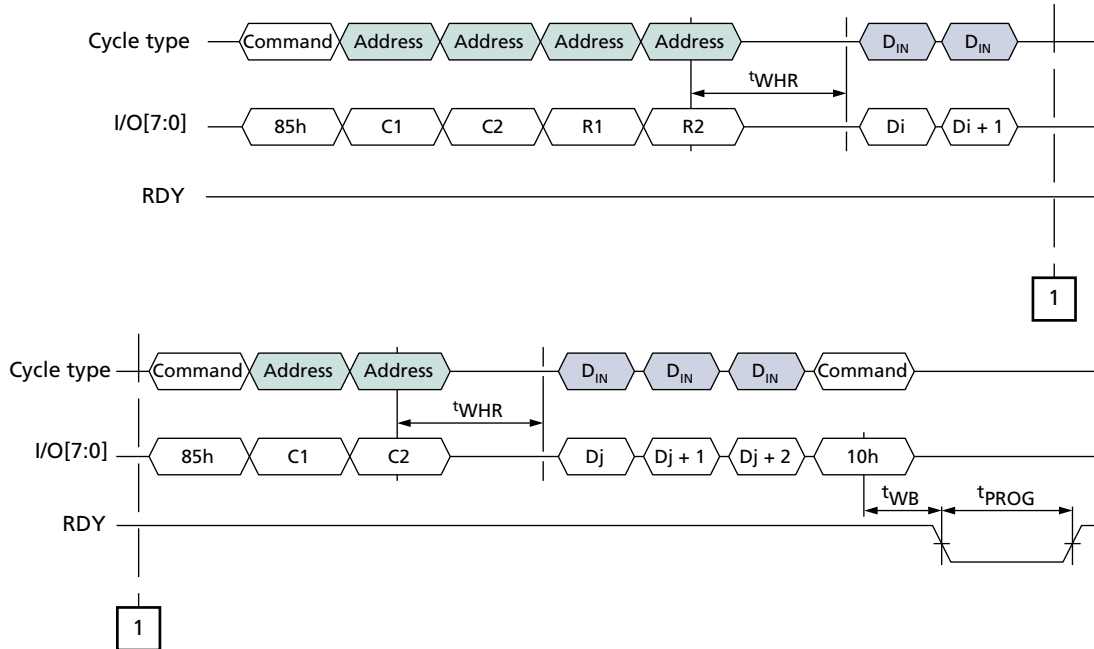 Cycle type Command Address Address Address Address DIN DIN
tWHR
I/O[7:0] 85h C1 C2 R1 R2 Di Di + 1
RDY
1
Cycle type Command Address Address DIN DIN DIN Command
tWHR
I/O[7:0] 85h C1 C2 Dj Dj + 1 Dj + 2 10h
tWB tPROG
RDY
1